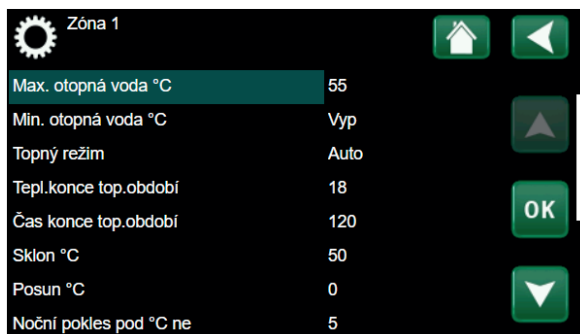 Zóna 1
Max. otopná voda °C 55
Min. otopná voda °C Vyp
Topný režim Auto
Tepl.konce top.období 18
Čas konce top.období 120
OK
Sklon °C 50
Posun °C 0
Noční pokles pod °C ne 5